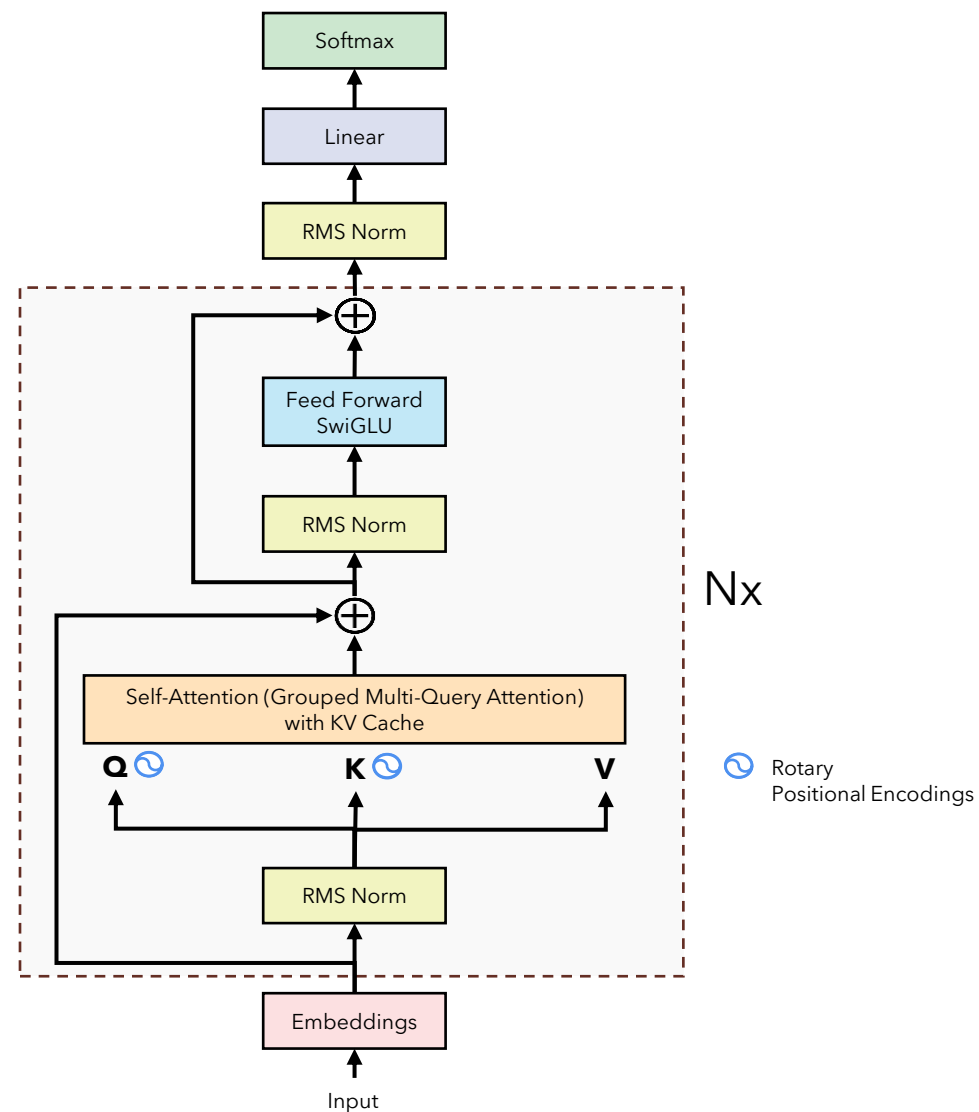 Softmax
Linear
RMS Norm
Feed Forward
SwiGLU
RMS Norm
Nx
Self-Attention (Grouped Multi-Query Attention)
with KV Cache
Q K V
Rotary
Positional Encodings
RMS Norm
Embeddings
Input